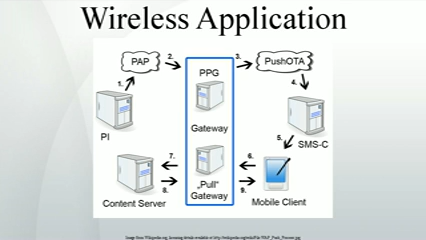 Wireless Application
PAP
2.
3.
PushOTA
1.
PPG
4.
PI
Gateway
5.
SMS-C
7.
6.
8.
„Pull"
Gateway
9.
Content Server
Mobile Client